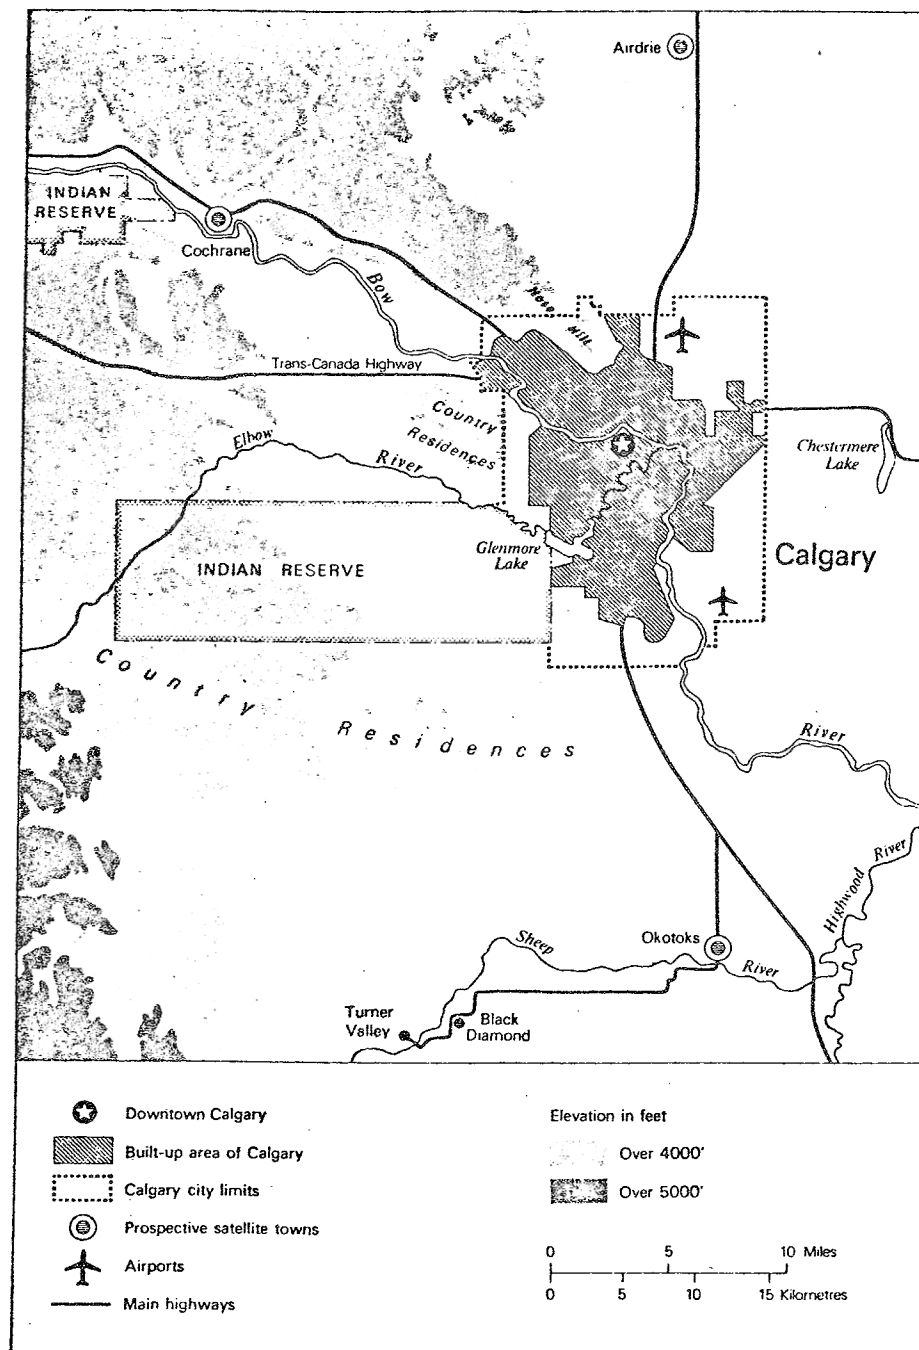 Airdrie
INDIAN
RESERVE
Cochrane
Bow
Nose
Hill
Trans-Canada Highway
Country
Residences
Elbow
River
Chestermere
Lake
Glenmore
Lake
INDIAN RESERVE
Calgary
Country
Residences
River
River
Highwood
Okotoks
Sheep
River
Turner
Valley
Black
Diamond
Downtown Calgary
Built-up area of Calgary
Calgary city limits
Prospective satellite towns
Airports
Main highways
Elevation in feet
Over 4000'
Over 5000'
0 5 10 Miles
0 5 10 15 Kilometres